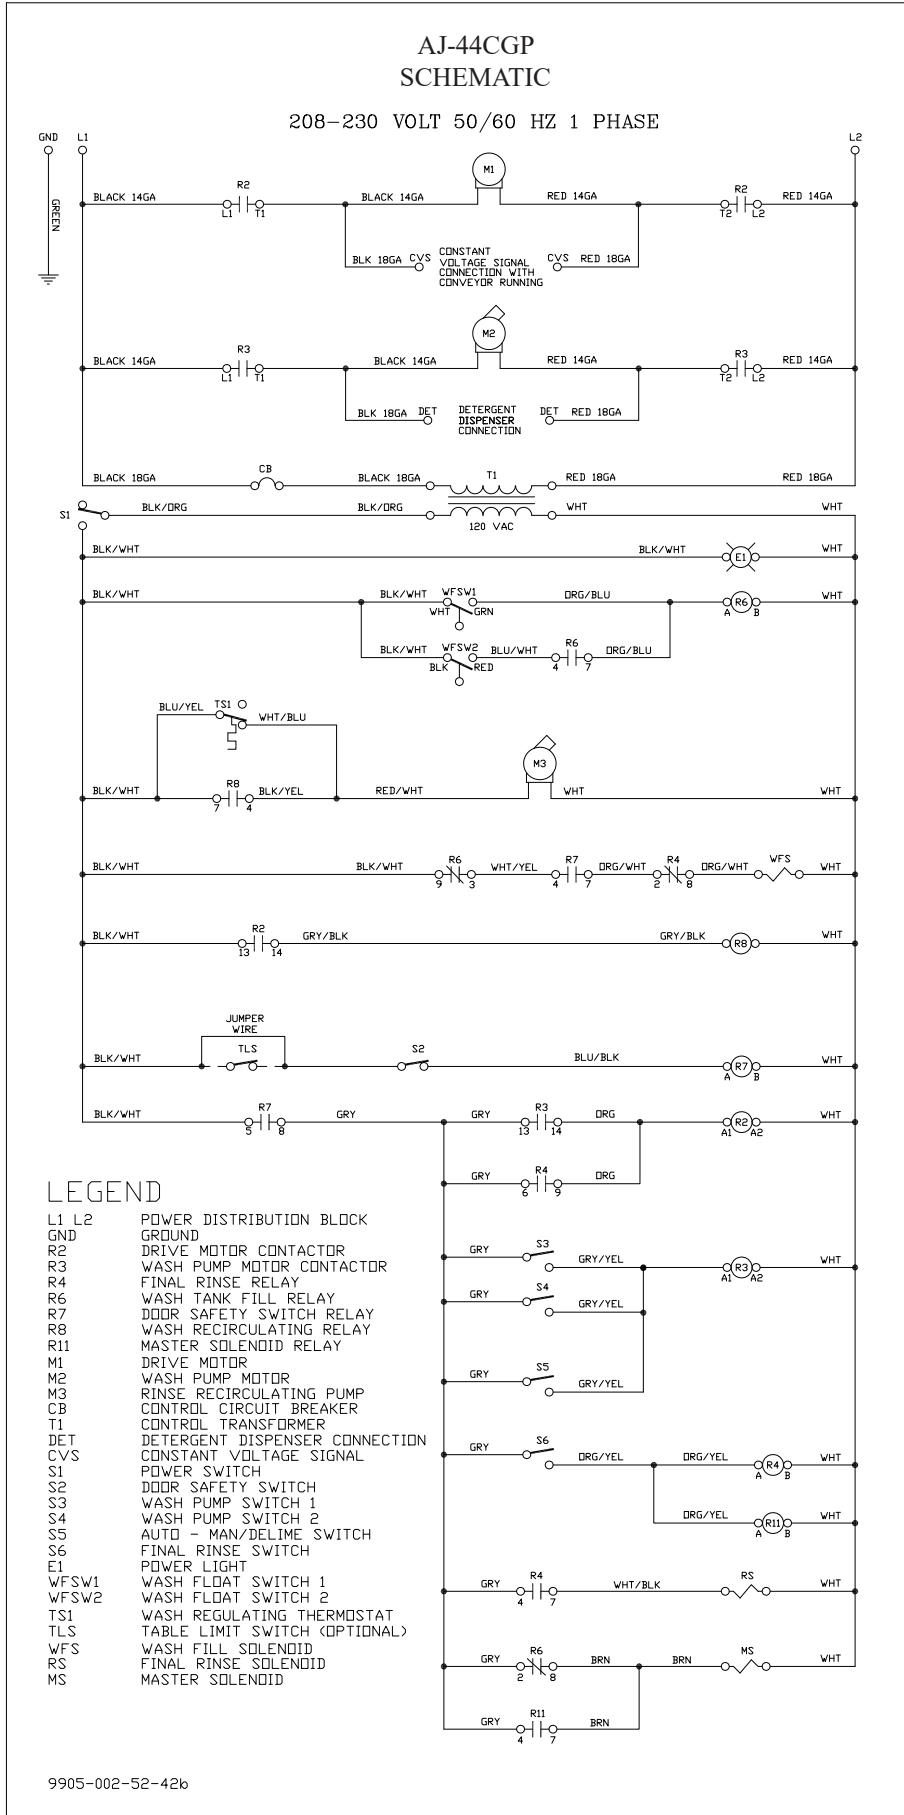 AJ-44CGP
SCHEMATIC
208-230 VOLT 50/60 HZ 1 PHASE
GND L1 L2
GREEN
M1
BLACK 14GA R2 BLACK 14GA RED 14GA R2 RED 14GA
L1 T1 T2 L2
BLK 18GA CVS CONSTANT CVS RED 18GA
VOLTAGE SIGNAL
CONNECTION WITH
CONVEYOR RUNNING
M2
BLACK 14GA R3 BLACK 14GA RED 14GA R3 RED 14GA
L1 T1 T2 L2
BLK 18GA DET DETERGENT DET RED 18GA
DISPENSER
CONNECTION
BLACK 18GA CB BLACK 18GA T1 RED 18GA RED 18GA
S1 BLK/ORG BLK/ORG WHT WHT
120 VAC
BLK/WHT BLK/WHT E1 WHT
BLK/WHT BLK/WHT WFSW1 ORG/BLU R6 WHT
WHT GRN A B
BLK/WHT WFSW2 BLU/WHT R6 ORG/BLU
BLK RED 4 7
BLU/YEL TS1 WHT/BLU
M3
BLK/WHT R8 BLK/YEL RED/WHT WHT WHT
7 4
BLK/WHT BLK/WHT R6 WHT/YEL R7 ORG/WHT R4 ORG/WHT WFS WHT
9 3 4 7 2 8
BLK/WHT R2 GRY/BLK GRY/BLK R8 WHT
13 14
JUMPER
WIRE
BLK/WHT TLS S2 BLU/BLK R7 WHT
A B
BLK/WHT R7 GRY GRY R3 ORG R2 WHT
5 8 13 14 A1 A2
GRY R4 ORG
6 9
GRY S3 GRY/YEL R3 WHT
A1 A2
GRY S4 GRY/YEL
GRY S5 GRY/YEL
GRY S6 ORG/YEL ORG/YEL R4 WHT
A B
ORG/YEL R11 WHT
A B
GRY R4 WHT/BLK RS WHT
4 7
GRY R6 BRN BRN MS WHT
2 8
GRY R11 BRN
4 7
LEGEND
L1 L2 POWER DISTRIBUTION BLOCK
GND GROUND
R2 DRIVE MOTOR CONTACTOR
R3 WASH PUMP MOTOR CONTACTOR
R4 FINAL RINSE RELAY
R6 WASH TANK FILL RELAY
R7 DOOR SAFETY SWITCH RELAY
R8 WASH RECIRCULATING RELAY
R11 MASTER SOLENOID RELAY
M1 DRIVE MOTOR
M2 WASH PUMP MOTOR
M3 RINSE RECIRCULATING PUMP
CB CONTROL CIRCUIT BREAKER
T1 CONTROL TRANSFORMER
DET DETERGENT DISPENSER CONNECTION
CVS CONSTANT VOLTAGE SIGNAL
S1 POWER SWITCH
S2 DOOR SAFETY SWITCH
S3 WASH PUMP SWITCH 1
S4 WASH PUMP SWITCH 2
S5 AUTO - MAN/DELIME SWITCH
S6 FINAL RINSE SWITCH
E1 POWER LIGHT
WFSW1 WASH FLOAT SWITCH 1
WFSW2 WASH FLOAT SWITCH 2
TS1 WASH REGULATING THERMOSTAT
TLS TABLE LIMIT SWITCH (OPTIONAL)
WFS WASH FILL SOLENOID
RS FINAL RINSE SOLENOID
MS MASTER SOLENOID
9905-002-52-42b